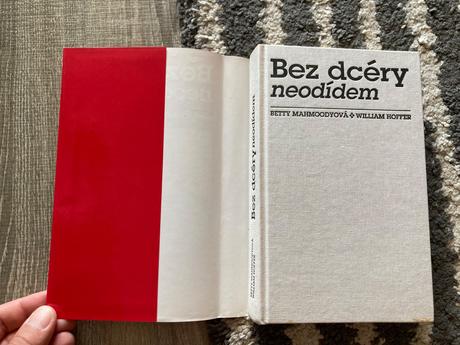 Bez dcéry
neodídem
BETTY MAHMOODYOVÁ ✣ WILLIAM HOFFER
Bez dcéry neodídem